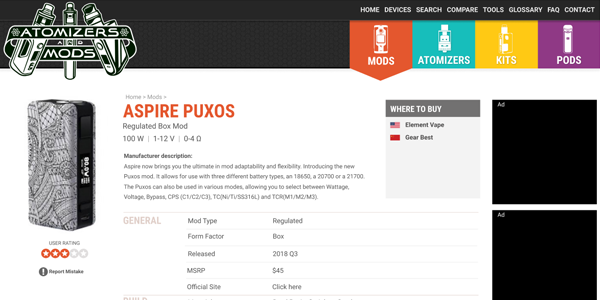 HOME DEVICES SEARCH COMPARE TOOLS GLOSSARY FAQ CONTACT
ATOMIZERS
AND
MODS
MODS ATOMIZERS KITS PODS
Home > Mods >
ASPIRE PUXOS
Regulated Box Mod
100 W | 1-12 V | 0-4 Ω
WHERE TO BUY
Element Vape
Gear Best
Ad
Ad
Manufacturer description:
Aspire now brings you the ultimate in mod adaptability and flexibility. Introducing the new
Puxos mod. It allows for use with three different battery types, an 18650, a 20700 or a 21700.
The Puxos can also be used in various modes, allowing you to select between Wattage,
Voltage, Bypass, CPS (C1/C2/C3), TC(Ni/Ti/SS316L) and TCR(M1/M2/M3).
USER RATING
Report Mistake
GENERAL
Mod Type Regulated
Form Factor Box
Released 2018 Q3
MSRP $45
Official Site Click here